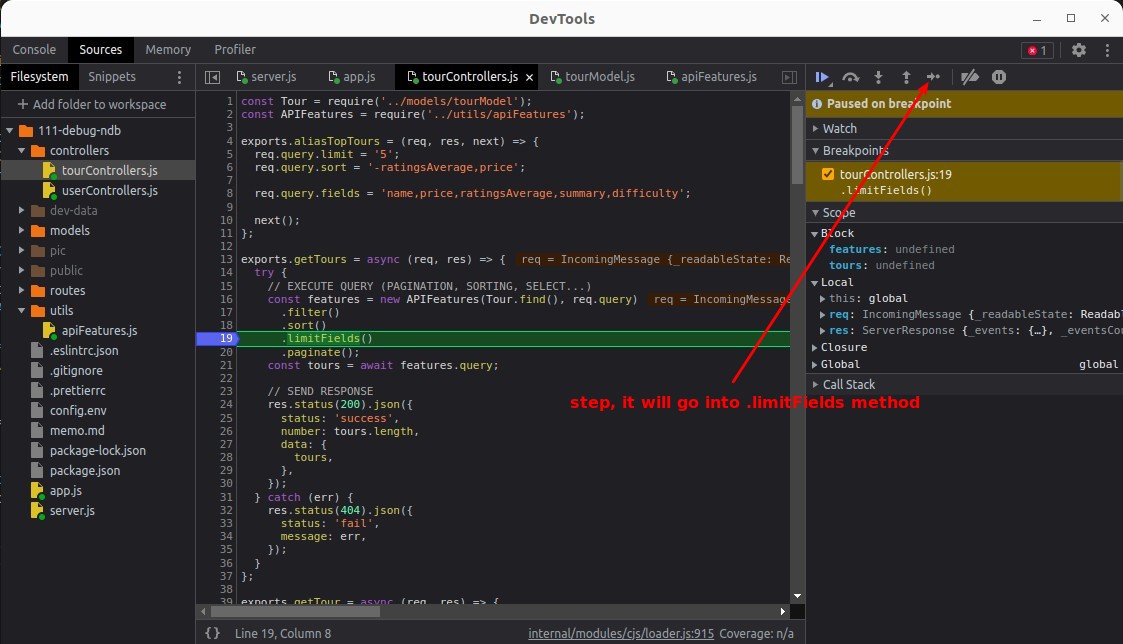 DevTools
Console Sources Memory Profiler 1
Filesystem Snippets
server.js app.js tourControllers.js × tourModel.js apiFeatures.js
+ Add folder to workspace
111-debug-ndb
controllers
tourControllers.js
userControllers.js
dev-data
models
pic
public
routes
utils
apiFeatures.js
.eslintrc.json
.gitignore
.prettierrc
config.env
memo.md
package-lock.json
package.json
app.js
server.js
1 const Tour = require('../models/tourModel');
2 const APIFeatures = require('../utils/apiFeatures');
3
4 exports.aliasTopTours = (req, res, next) => {
5 req.query.limit = '5';
6 req.query.sort = '-ratingsAverage,price';
7
8 req.query.fields = 'name,price,ratingsAverage,summary,difficulty';
9
10 next();
11 };
12
13 exports.getTours = async (req, res) => { req = IncomingMessage {_readableState: Re
14 try {
15 // EXECUTE QUERY (PAGINATION, SORTING, SELECT...)
16 const features = new APIFeatures(Tour.find(), req.query) req = IncomingMessage
17 .filter()
18 .sort()
19 .limitFields()
20 .paginate();
21 const tours = await features.query;
22
23 // SEND RESPONSE
24 res.status(200).json({
25 status: 'success',
26 number: tours.length,
27 data: {
28 tours,
29 },
30 });
31 } catch (err) {
32 res.status(404).json({
33 status: 'fail',
34 message: err,
35 });
36 }
37 };
38
39 exports.getTour = async (req, res) => {
{} Line 19, Column 8 internal/modules/cjs/loader.js:915 Coverage: n/a
Paused on breakpoint
Watch
Breakpoints
tourControllers.js:19
.limitFields()
Scope
Block
features: undefined
tours: undefined
Local
this: global
req: IncomingMessage {_readableState: Readab
res: ServerResponse {_events: {…}, _eventsCou
Closure
Global global
Call Stack
step, it will go into .limitFields method